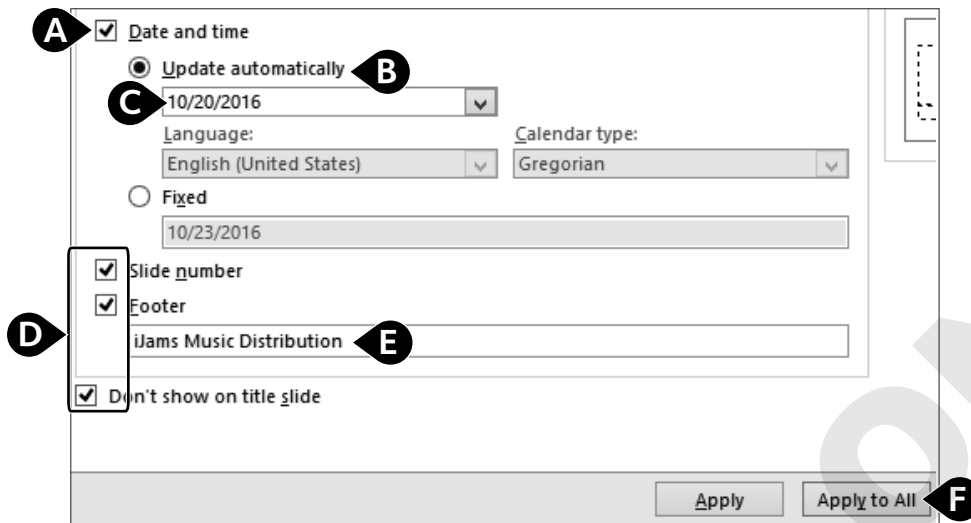 A Date and time
Update automatically B
C 10/20/2016
Language: Calendar type:
English (United States) Gregorian
Fixed
10/23/2016
Slide number
Footer
D iJams Music Distribution E
Don't show on title slide
Apply Apply to All F